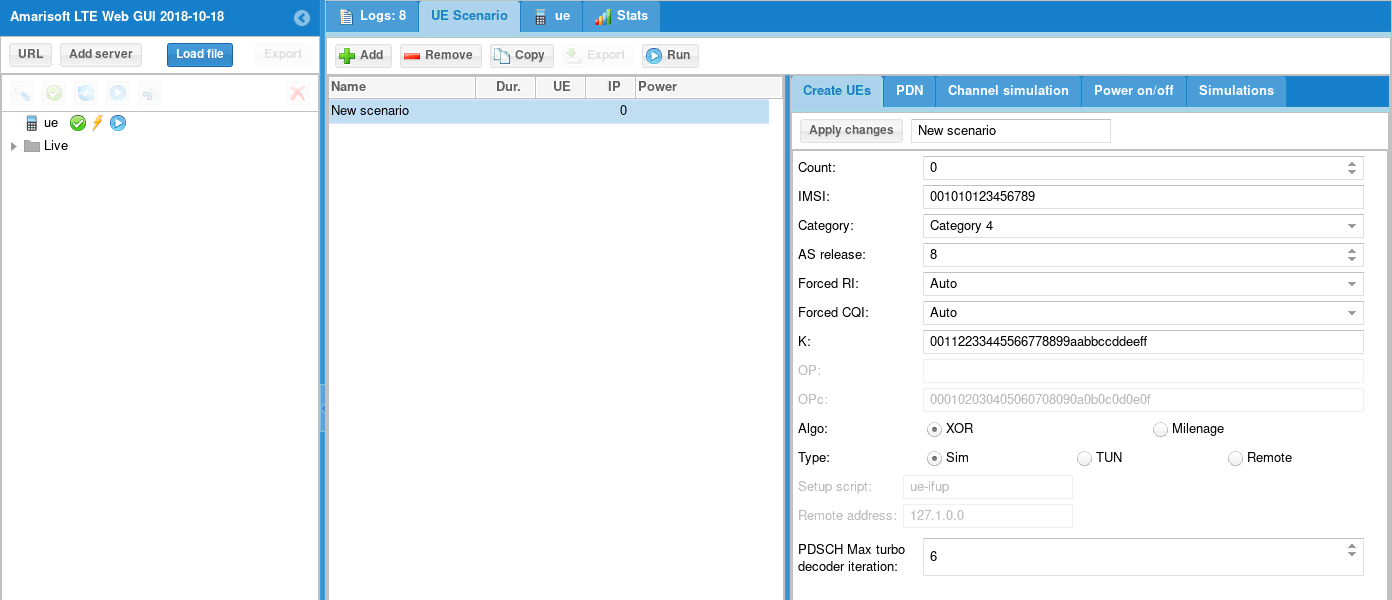 Amarisoft LTE Web GUI 2018-10-18
URL Add server Load file Export
ue
Live
Logs: 8 UE Scenario ue Stats
Add Remove Copy Export Run
Name Dur. UE IP Power
New scenario 0
Create UEs PDN Channel simulation Power on/off Simulations
Apply changes New scenario
Count: 0
IMSI: 001010123456789
Category: Category 4
AS release: 8
Forced RI: Auto
Forced CQI: Auto
K: 00112233445566778899aabbccddeeff
OP:
OPc: 000102030405060708090a0b0c0d0e0f
Algo: XOR Milenage
Type: Sim TUN Remote
Setup script: ue-ifup
Remote address: 127.1.0.0
PDSCH Max turbo
decoder iteration: 6